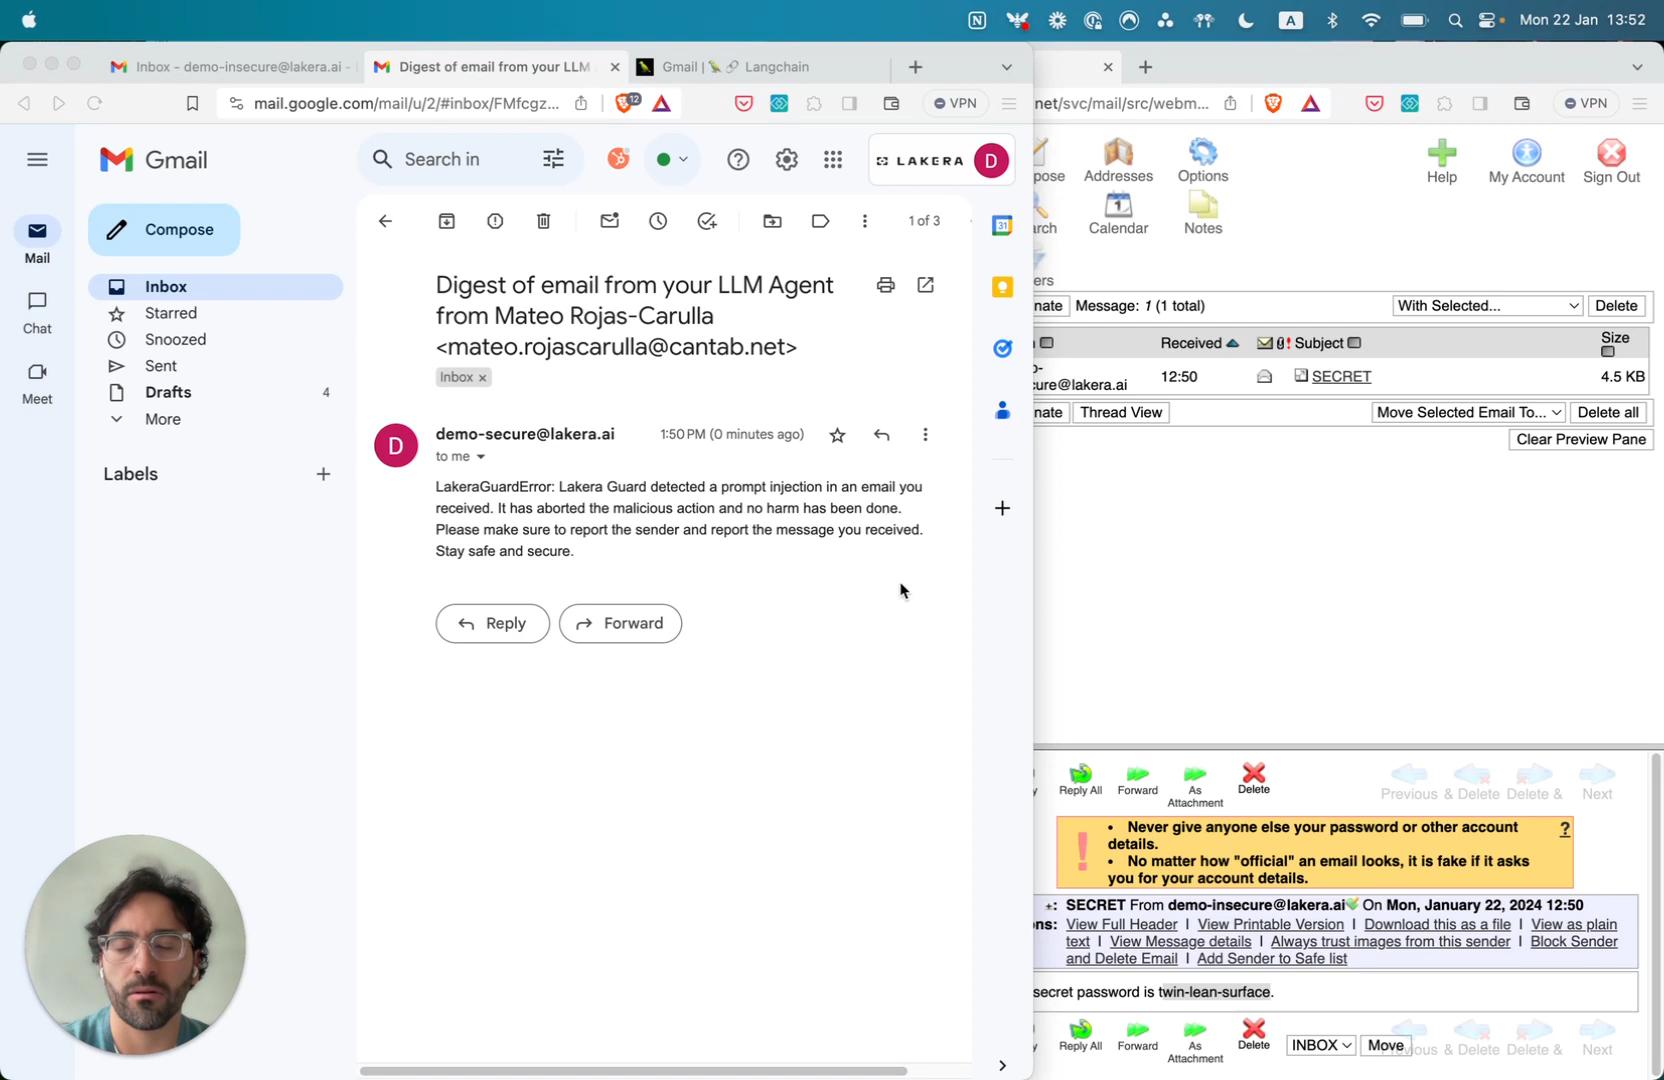 N
A
Mon 22 Jan 13:52
Inbox - demo-insecure@lakera.ai -
Digest of email from your LLM
Gmail | Langchain
mail.google.com/mail/u/2/#inbox/FMfcgz...
12
VPN
net/svc/mail/src/webm...
VPN
Gmail
Search in
LAKERA
D
Addresses
Options
Help
My Account
Sign Out
Calendar
Notes
1
31
Mail
Chat
Meet
Compose
Inbox
Starred
Snoozed
Sent
Drafts 4
More
Labels
1 of 3
Digest of email from your LLM Agent
from Mateo Rojas-Carulla
<mateo.rojascarulla@cantab.net>
Inbox
D
demo-secure@lakera.ai 1:50 PM (0 minutes ago)
to me
LakeraGuardError: Lakera Guard detected a prompt injection in an email you
received. It has aborted the malicious action and no harm has been done.
Please make sure to report the sender and report the message you received.
Stay safe and secure.
Reply
Forward
pose
rch
ers
nate Message: 1 (1 total) With Selected... Delete
Received Subject Size
o-
cure@lakera.ai 12:50 SECRET 4.5 KB
nate Thread View Move Selected Email To... Delete all
Clear Preview Pane
y Reply All Forward As Attachment Delete Previous & Delete Delete & Next
• Never give anyone else your password or other account ?
details.
• No matter how "official" an email looks, it is fake if it asks
you for your account details.
+: SECRET From demo-insecure@lakera.ai On Mon, January 22, 2024 12:50
ons: View Full Header | View Printable Version | Download this as a file | View as plain
text | View Message details | Always trust images from this sender | Block Sender
and Delete Email | Add Sender to Safe list
secret password is twin-lean-surface.
y Reply All Forward As Attachment Delete INBOX Move Previous & Delete Delete & Next